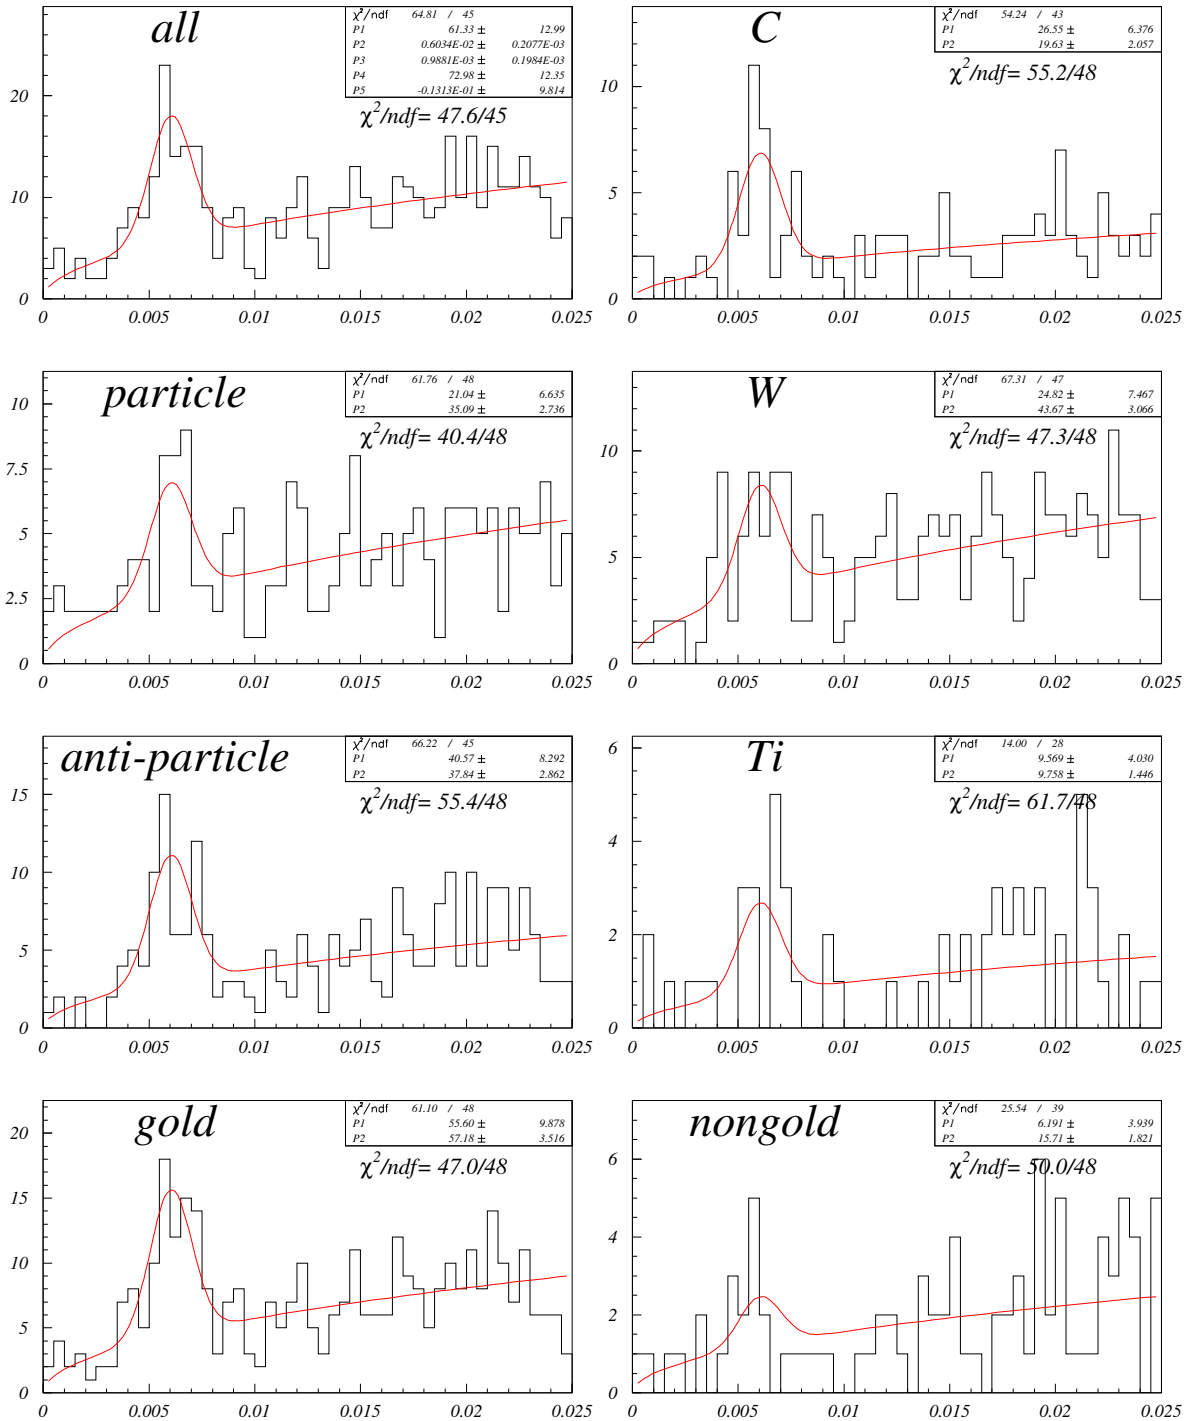 all
χ²/ndf 64.81 / 45
P1 61.33 ± 12.99
P2 0.6034E-02 ± 0.2077E-03
P3 0.9881E-03 ± 0.1984E-03
P4 72.98 ± 12.35
P5 -0.1313E-01 ± 9.814
χ²/ndf= 47.6/45
20
10
0
0 0.005 0.01 0.015 0.02 0.025
C
χ²/ndf 54.24 / 43
P1 26.55 ± 6.376
P2 19.63 ± 2.057
χ²/ndf= 55.2/48
10
5
0
0 0.005 0.01 0.015 0.02 0.025
particle
χ²/ndf 61.76 / 48
P1 21.04 ± 6.635
P2 35.09 ± 2.736
χ²/ndf= 40.4/48
10
7.5
5
2.5
0
0 0.005 0.01 0.015 0.02 0.025
W
χ²/ndf 67.31 / 47
P1 24.82 ± 7.467
P2 43.67 ± 3.066
χ²/ndf= 47.3/48
10
5
0
0 0.005 0.01 0.015 0.02 0.025
anti-particle
χ²/ndf 66.22 / 45
P1 40.57 ± 8.292
P2 37.84 ± 2.862
χ²/ndf= 55.4/48
15
10
5
0
0 0.005 0.01 0.015 0.02 0.025
Ti
χ²/ndf 14.00 / 28
P1 9.569 ± 4.030
P2 9.758 ± 1.446
χ²/ndf= 61.7/48
6
4
2
0
0 0.005 0.01 0.015 0.02 0.025
gold
χ²/ndf 61.10 / 48
P1 55.60 ± 9.878
P2 57.18 ± 3.516
χ²/ndf= 47.0/48
20
15
10
5
0
0 0.005 0.01 0.015 0.02 0.025
nongold
χ²/ndf 25.54 / 39
P1 6.191 ± 3.939
P2 15.71 ± 1.821
χ²/ndf= 50.0/48
6
4
2
0
0 0.005 0.01 0.015 0.02 0.025